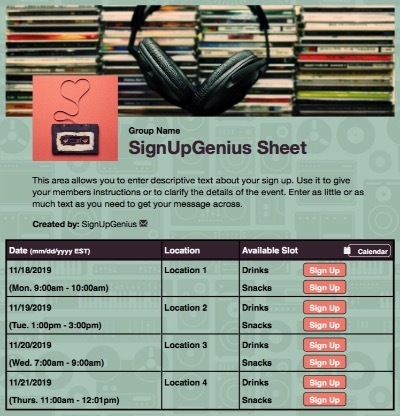 Group Name
SignUpGenius Sheet
This area allows you to enter descriptive text about your sign up. Use it to give
your members instructions or to clarify the details of the event. Enter as little or as
much text as you need to get your message across.
Created by: SignUpGenius
Date (mm/dd/yyyy EST) Location Available Slot Calendar
11/18/2019 Location 1 Drinks Sign Up
(Mon. 9:00am - 10:00am) Snacks Sign Up
11/19/2019 Location 2 Drinks Sign Up
(Tue. 1:00pm - 3:00pm) Snacks Sign Up
11/20/2019 Location 3 Drinks Sign Up
(Wed. 7:00am - 9:00am) Snacks Sign Up
11/21/2019 Location 4 Drinks Sign Up
(Thurs. 11:00am - 12:01pm) Snacks Sign Up